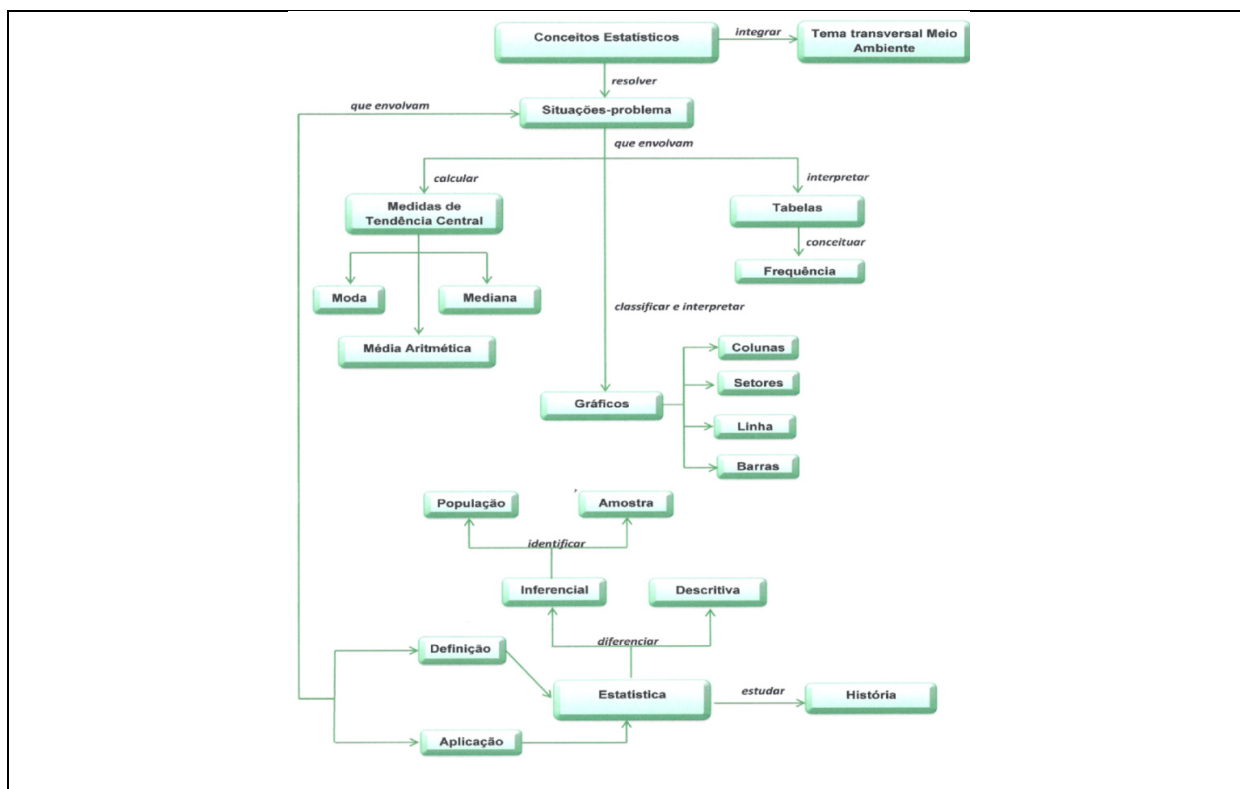 Conceitos Estatísticos
integrar
Tema transversal Meio
Ambiente
resolver
que envolvam
Situações-problema
que envolvam
calcular
interpretar
Medidas de
Tendência Central
Tabelas
conceituar
Frequência
Moda
Mediana
classificar e interpretar
Média Aritmética
Colunas
Setores
Gráficos
Linha
Barras
População
Amostra
identificar
Inferencial
Descritiva
diferenciar
Definição
Estatistica
estudar
História
Aplicação